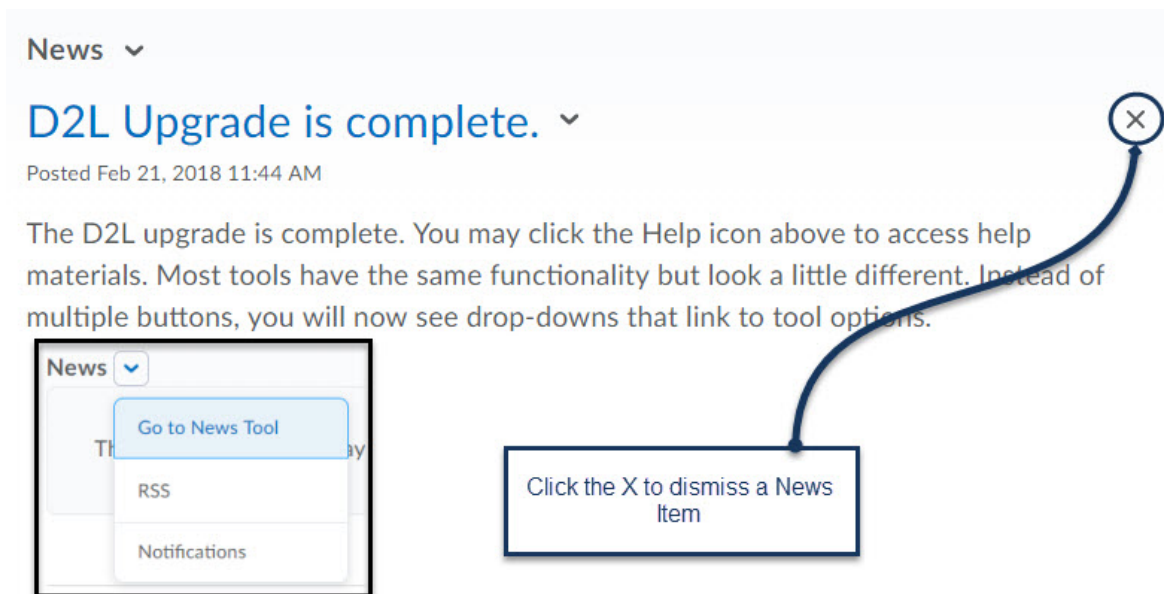 News
D2L Upgrade is complete.
Posted Feb 21, 2018 11:44 AM
The D2L upgrade is complete. You may click the Help icon above to access help
materials. Most tools have the same functionality but look a little different. Instead of
multiple buttons, you will now see drop-downs that link to tool options.
News
Go to News Tool
RSS
Notifications
Click the X to dismiss a News
Item